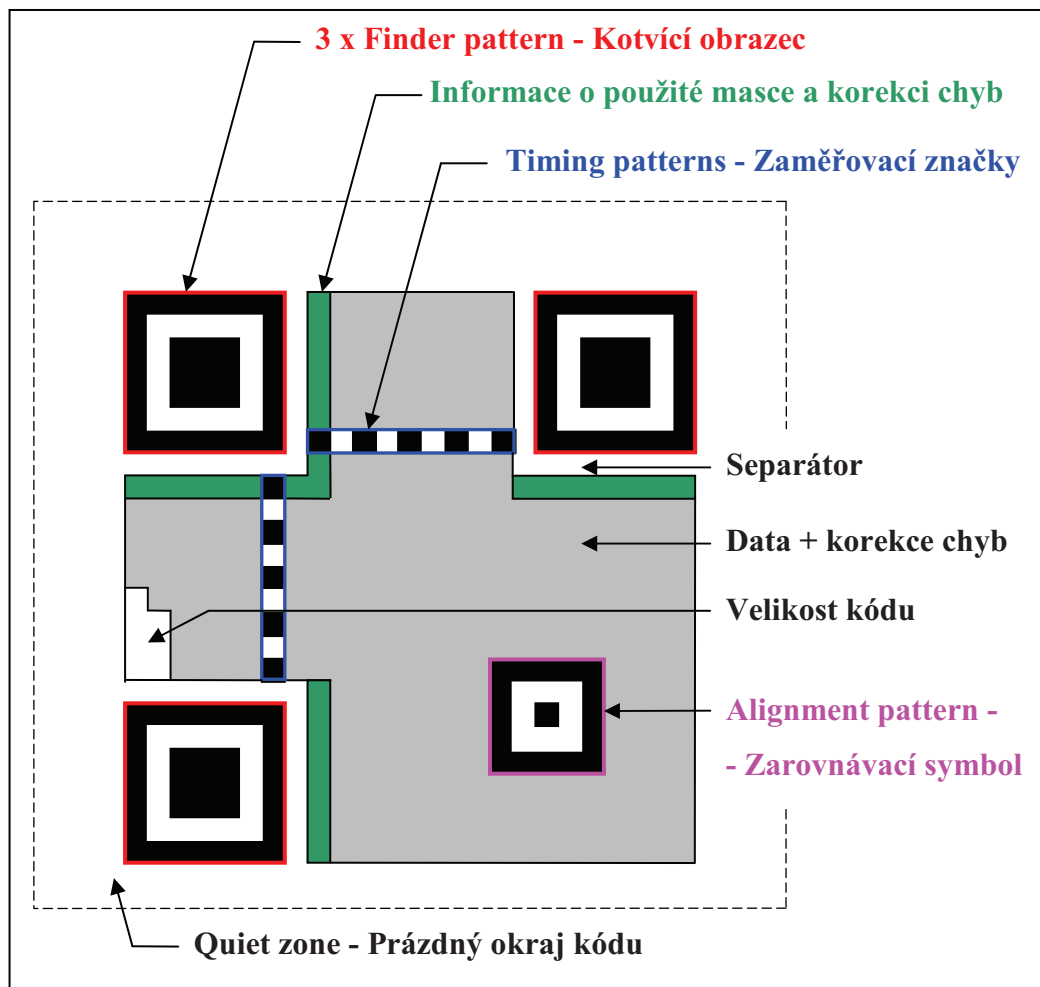 3 x Finder pattern - Kotvící obrazec
Informace o použité masce a korekci chyb
Timing patterns - Zaměřovací značky
Separátor
Data + korekce chyb
Velikost kódu
Alignment pattern -
- Zarovnávací symbol
Quiet zone - Prázdný okraj kódu